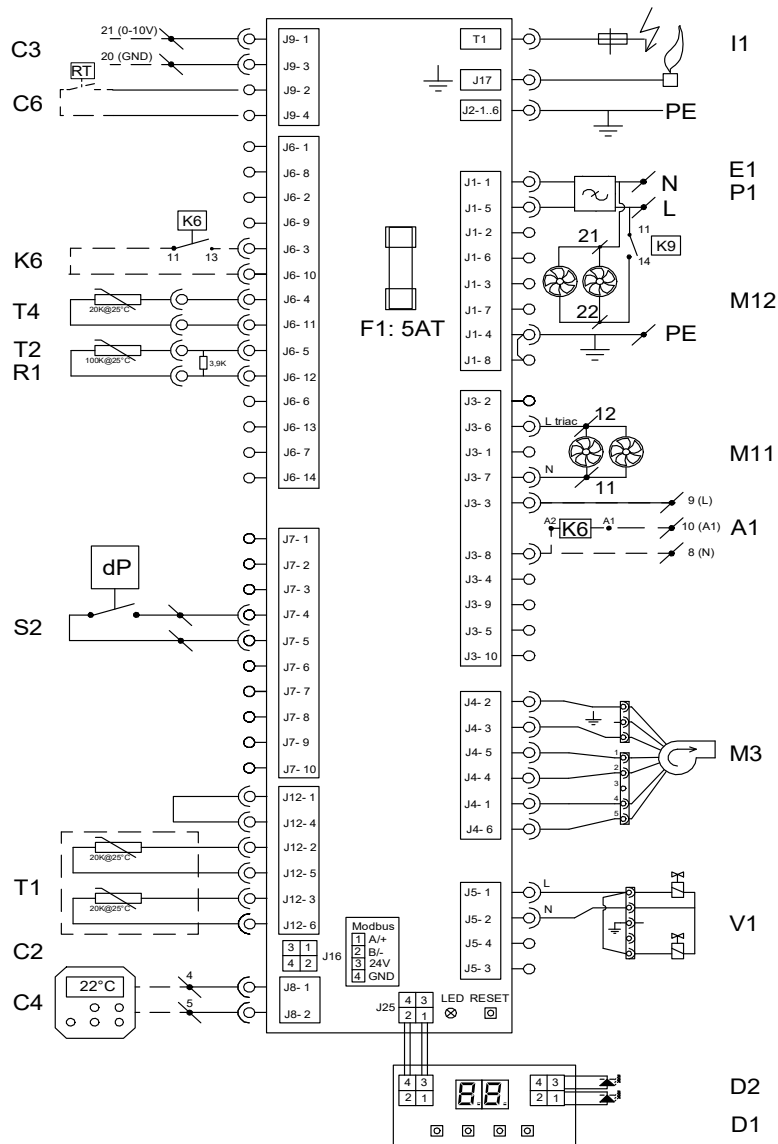 C3
21 (0-10V)
20 (GND)
RT
C6
J9- 1
J9- 3
J9- 2
J9- 4
J6- 1
J6- 8
J6- 2
J6- 9
K6
K6
11
13
J6- 3
J6- 10
T4
20K@25°C
J6- 4
J6- 11
T2
R1
100K@25°C
3,9K
J6- 5
J6- 12
J6- 6
J6- 13
J6- 7
J6- 14
F1: 5AT
J7- 1
J7- 2
J7- 3
dP
S2
J7- 4
J7- 5
J7- 6
J7- 7
J7- 8
J7- 9
J7- 10
J12- 1
J12- 4
T1
20K@25°C
20K@25°C
J12- 2
J12- 5
J12- 3
J12- 6
C2
3 1
4 2
J16
Modbus
1 A/+
2 B/-
3 24V
4 GND
C4
22°C
4
5
J8- 1
J8- 2
J25
4 3
2 1
LED
RESET
T1
I1
J17
J2-1..6
PE
J1- 1
J1- 5
J1- 2
J1- 6
J1- 3
J1- 7
J1- 4
J1- 8
N
L
E1
P1
21
22
11
14
K9
M12
PE
J3- 2
J3- 6
J3- 1
J3- 7
J3- 3
J3- 8
J3- 4
J3- 9
J3- 5
J3- 10
L triac
12
N
11
M11
9 (L)
A2
K6
A1
10 (A1)
8 (N)
A1
J4- 2
J4- 3
J4- 5
J4- 4
J4- 1
J4- 6
1
2
3
4
5
M3
J5- 1
J5- 2
J5- 4
J5- 3
L
N
V1
4 3
2 1
8.8.
4 3
2 1
D2
D1